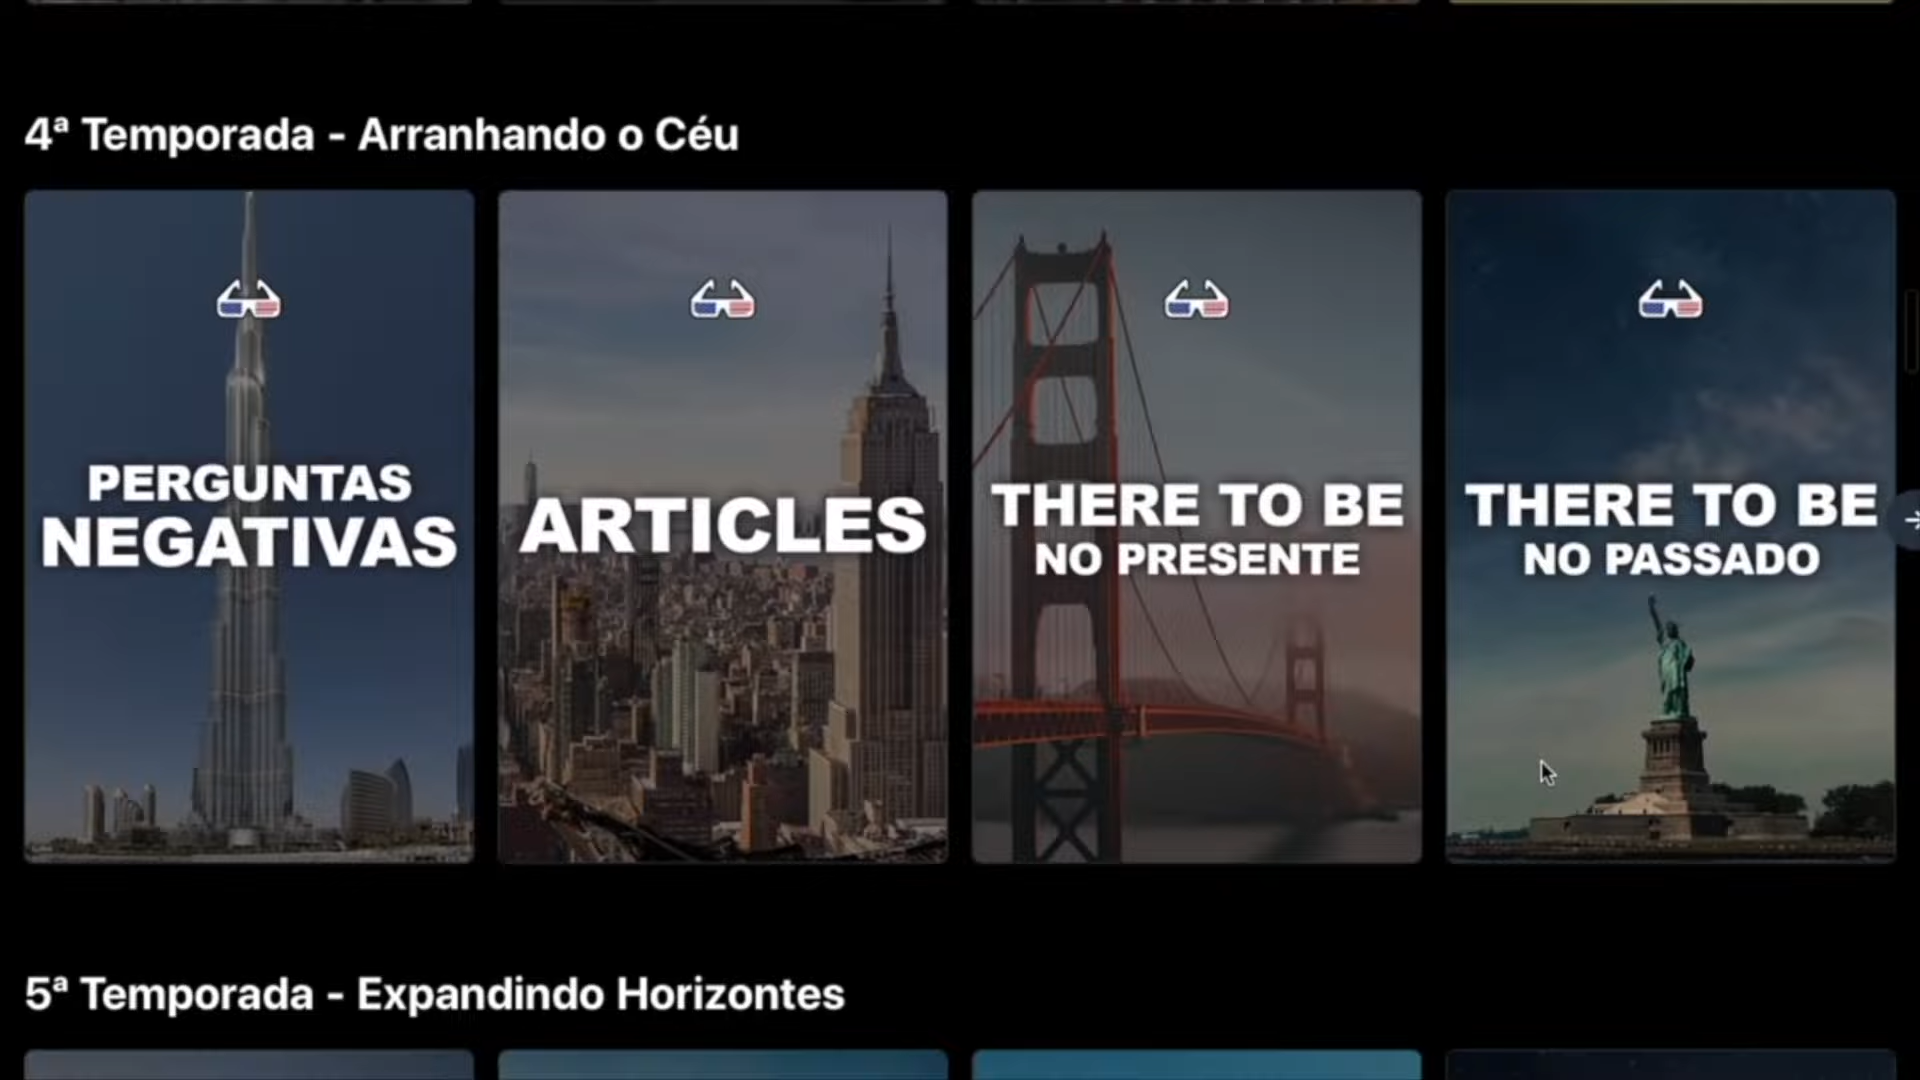 4ª Temporada - Arranhando o Céu
PERGUNTAS
NEGATIVAS
ARTICLES
THERE TO BE
NO PRESENTE
THERE TO BE
NO PASSADO
5ª Temporada - Expandindo Horizontes